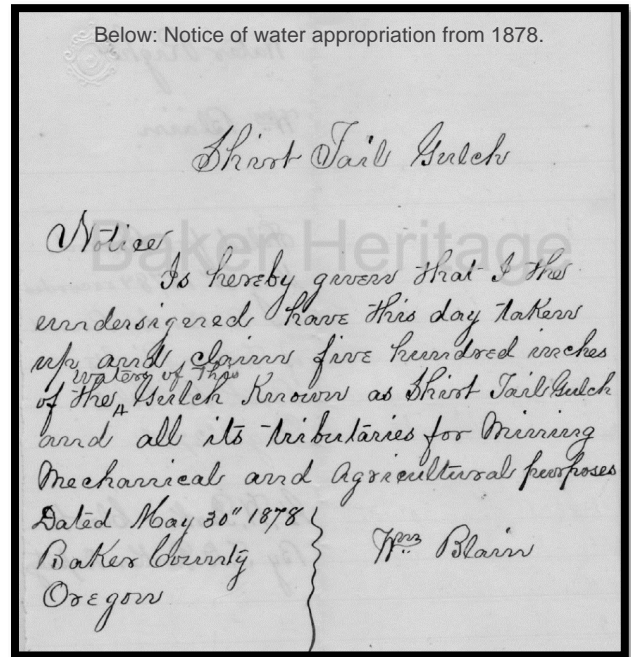 Below: Notice of water appropriation from 1878.
Shirt Tail Gulch
Baker Heritage
Notice
Is hereby given that I the
undersigned have this day taken
up and claim five hundred inches
waters of the
of the Gulch Known as Shirt Tail Gulch
and all its tributaries for Mining
Mechanical and Agricultural purposes
Dated May 30" 1878
Baker County
Oregon
Wm Blain